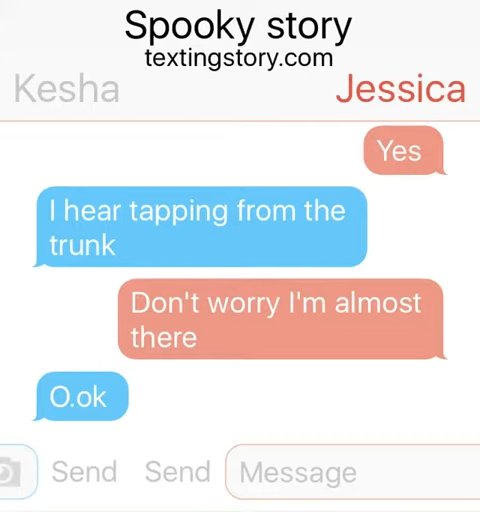 Spooky story
textingstory.com
Kesha
Jessica
Yes
I hear tapping from the
trunk
Don't worry I'm almost
there
O.ok
Send
Send
Message